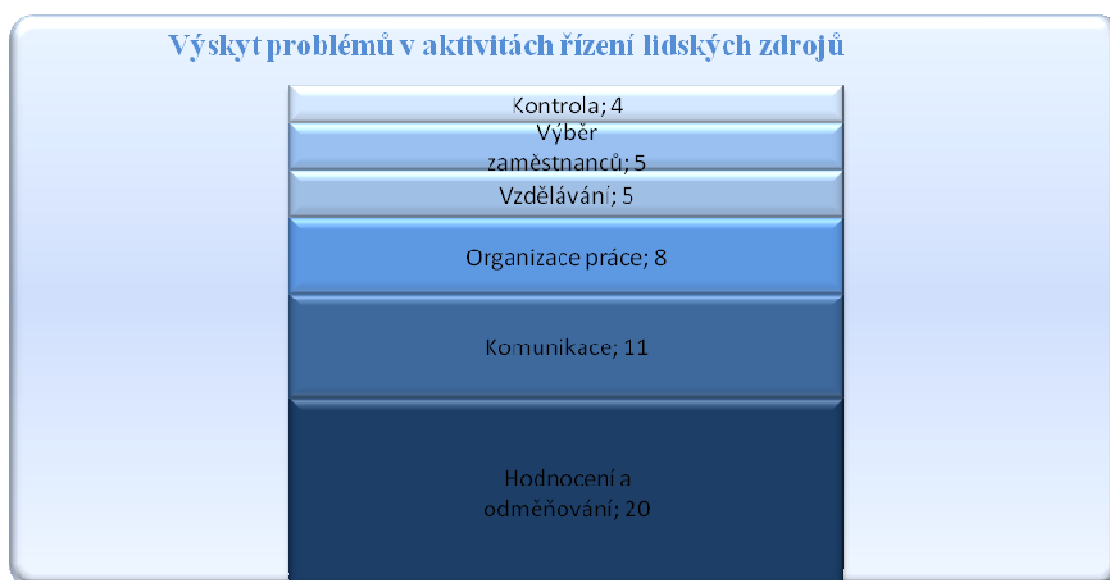 Výskyt problémů v aktivitách řízení lidských zdrojů
Kontrola; 4
Výběr
zaměstnanců; 5
Vzdělávání; 5
Organizace práce; 8
Komunikace; 11
Hodnocení a
odměňování; 20